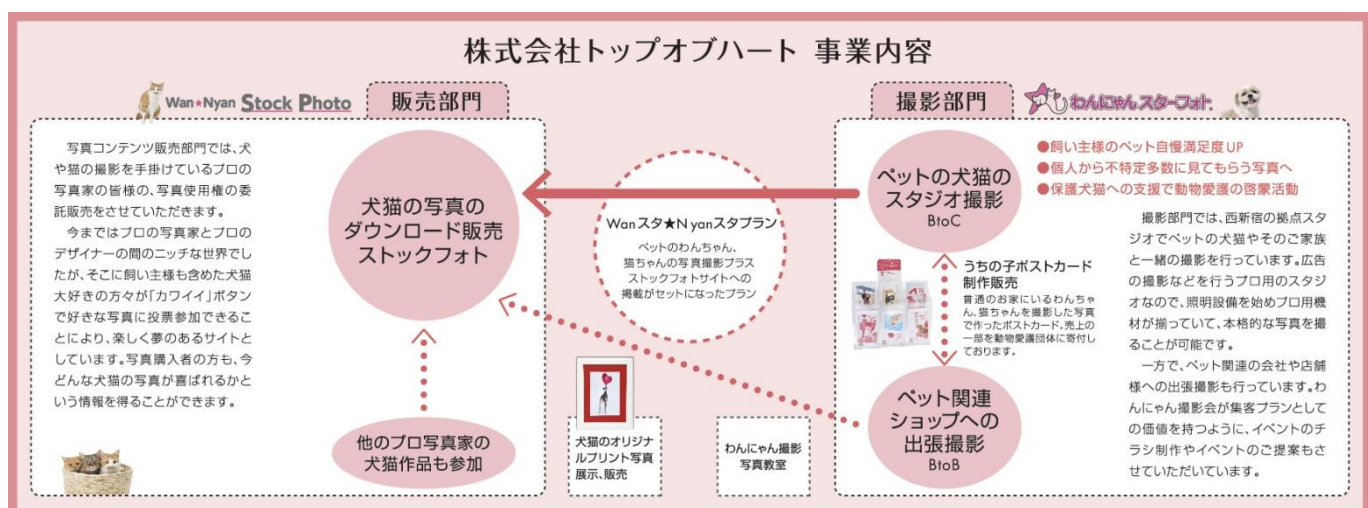 株式会社トップオブハート 事業内容
Wan★Nyan Stock Photo
販売部門
写真コンテンツ販売部門では、犬
や猫の撮影を手掛けているプロの
写真家の皆様の、写真使用権の委
託販売をさせていただきます。
今まではプロの写真家とプロの
デザイナーの間のニッチな世界でし
たが、そこに飼い主様も含めた犬猫
大好きの方々が「カワイイ」ボタン
で好きな写真に投票参加できるこ
とにより、楽しく夢のあるサイトと
しています。写真購入者の方も、今
どんな犬猫の写真が喜ばれるかと
いう情報を得ることができます。
犬猫の写真の
ダウンロード販売
ストックフォト
他のプロ写真家の
犬猫作品も参加
Wanスタ★Nyanスタプラン
ペットのわんちゃん、
猫ちゃんの写真撮影プラス
ストックフォトサイトへの
掲載がセットになったプラン
犬猫のオリジナ
ルプリント写真
展示、販売
わんにゃん撮影
写真教室
撮影部門
わんにゃんスターフォト
ペットの犬猫の
スタジオ撮影
BtoC
うちの子ポストカード
制作販売
普通のお家にいるわんちゃ
ん、猫ちゃんを撮影した写真
で作ったポストカード。売上の
一部を動物愛護団体に寄付し
ております。
ペット関連
ショップへの
出張撮影
BtoB
●飼い主様のペット自慢満足度UP
●個人から不特定多数に見てもらう写真へ
●保護犬猫への支援で動物愛護の啓蒙活動
撮影部門では、西新宿の拠点スタ
ジオでペットの犬猫やそのご家族
と一緒の撮影を行っています。広告
の撮影などを行うプロ用のスタジ
オなので、照明設備を始めプロ用機
材が揃っていて、本格的な写真を撮
ることが可能です。
一方で、ペット関連の会社や店舗
様への出張撮影も行っています。わ
んにゃん撮影会が集客プランとして
の価値を持つように、イベントのチ
ラシ制作やイベントのご提案もさ
せていただいています。